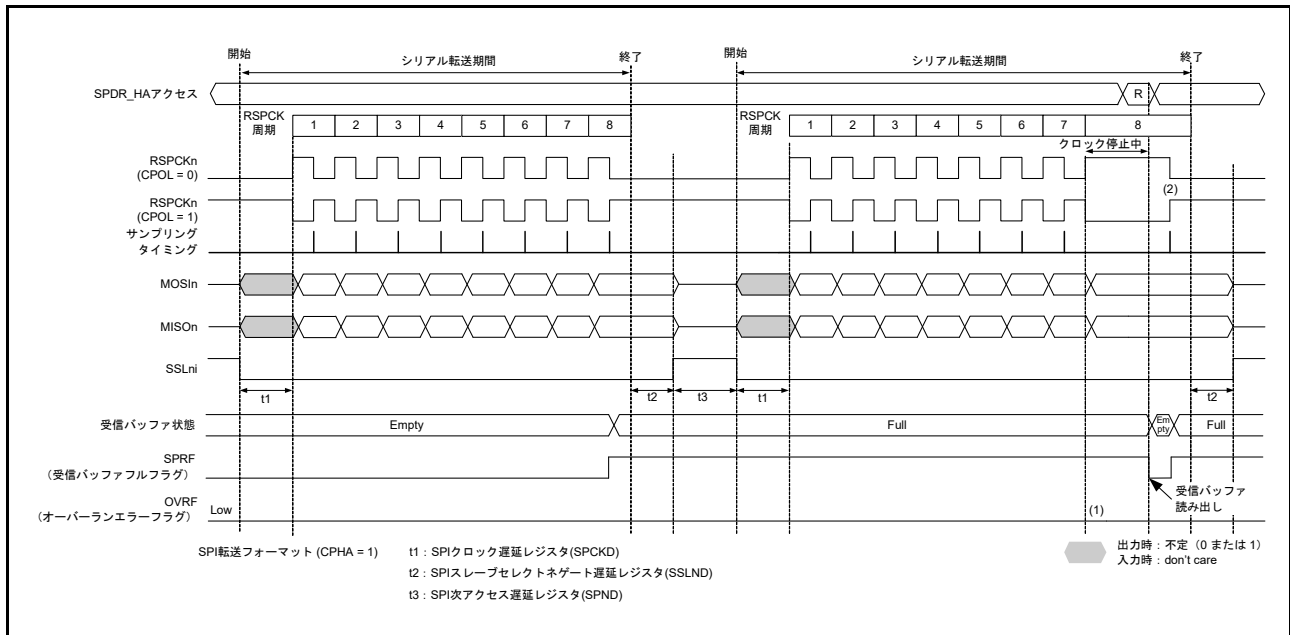 開始 シリアル転送期間 終了 開始 シリアル転送期間 終了
SPDR_HAアクセス R
RSPCK周期 1 2 3 4 5 6 7 8 RSPCK周期 1 2 3 4 5 6 7 8
クロック停止中
RSPCKn
(CPOL = 0)
(2)
RSPCKn
(CPOL = 1)
サンプリング
タイミング
MOSIn
MISOn
SSLni
t1 t2 t3 t1 t2
受信バッファ状態 Empty Full Empty Full
SPRF
(受信バッファフルフラグ)
受信バッファ
読み出し
OVRF
(オーバーランエラーフラグ)
Low (1)
SPI転送フォーマット (CPHA = 1) t1:SPIクロック遅延レジスタ(SPCKD)
t2:SPIスレーブセレクトネゲート遅延レジスタ(SSLND)
t3:SPI次アクセス遅延レジスタ(SPND)
出力時:不定(0 または 1)
入力時:don't care